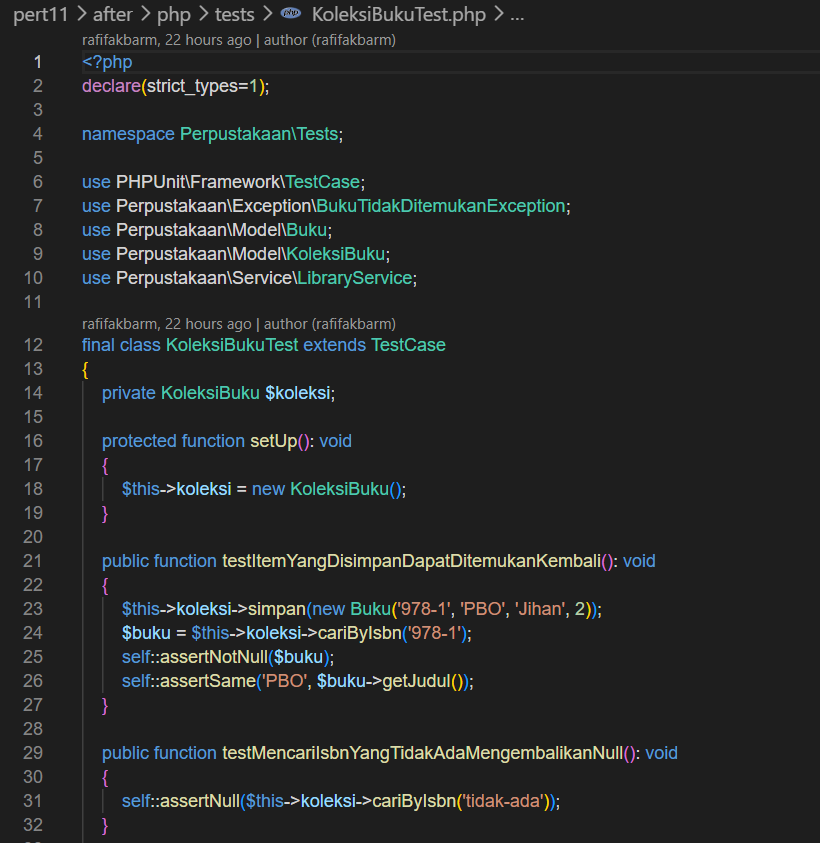 pert11 > after > php > tests > php KoleksiBukuTest.php > ...
rafifakbarm, 22 hours ago | author (rafifakbarm)
1 <?php
2 declare(strict_types=1);
3
4 namespace Perpustakaan\Tests;
5
6 use PHPUnit\Framework\TestCase;
7 use Perpustakaan\Exception\BukuTidakDitemukanException;
8 use Perpustakaan\Model\Buku;
9 use Perpustakaan\Model\KoleksiBuku;
10 use Perpustakaan\Service\LibraryService;
11
rafifakbarm, 22 hours ago | author (rafifakbarm)
12 final class KoleksiBukuTest extends TestCase
13 {
14     private KoleksiBuku $koleksi;
15
16     protected function setUp(): void
17     {
18         $this->koleksi = new KoleksiBuku();
19     }
20
21     public function testItemYangDisimpanDapatDitemukanKembali(): void
22     {
23         $this->koleksi->simpan(new Buku('978-1', 'PBO', 'Jihan', 2));
24         $buku = $this->koleksi->cariByIsbn('978-1');
25         self::assertNotNull($buku);
26         self::assertSame('PBO', $buku->getJudul());
27     }
28
29     public function testMencariIsbnYangTidakAdaMengembalikanNull(): void
30     {
31         self::assertNull($this->koleksi->cariByIsbn('tidak-ada'));
32     }